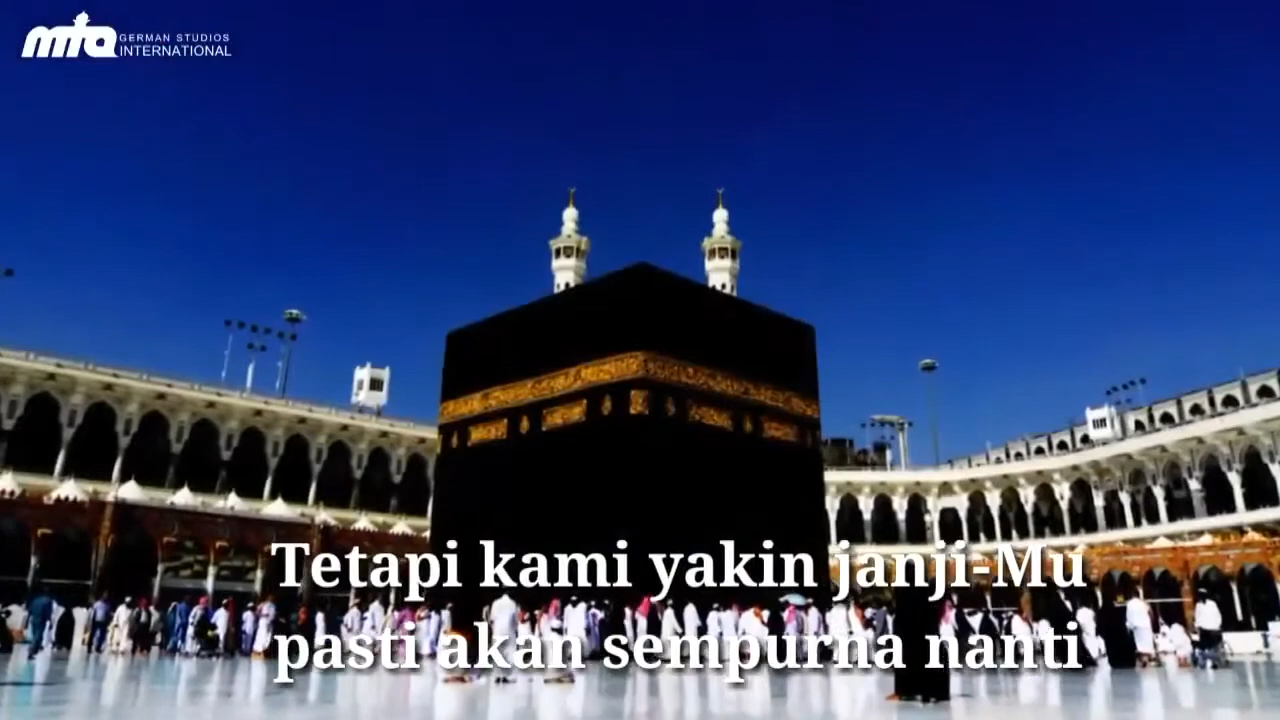 mta GERMAN STUDIOS
INTERNATIONAL
Tetapi kami yakin janji-Mu
pasti akan sempurna nanti